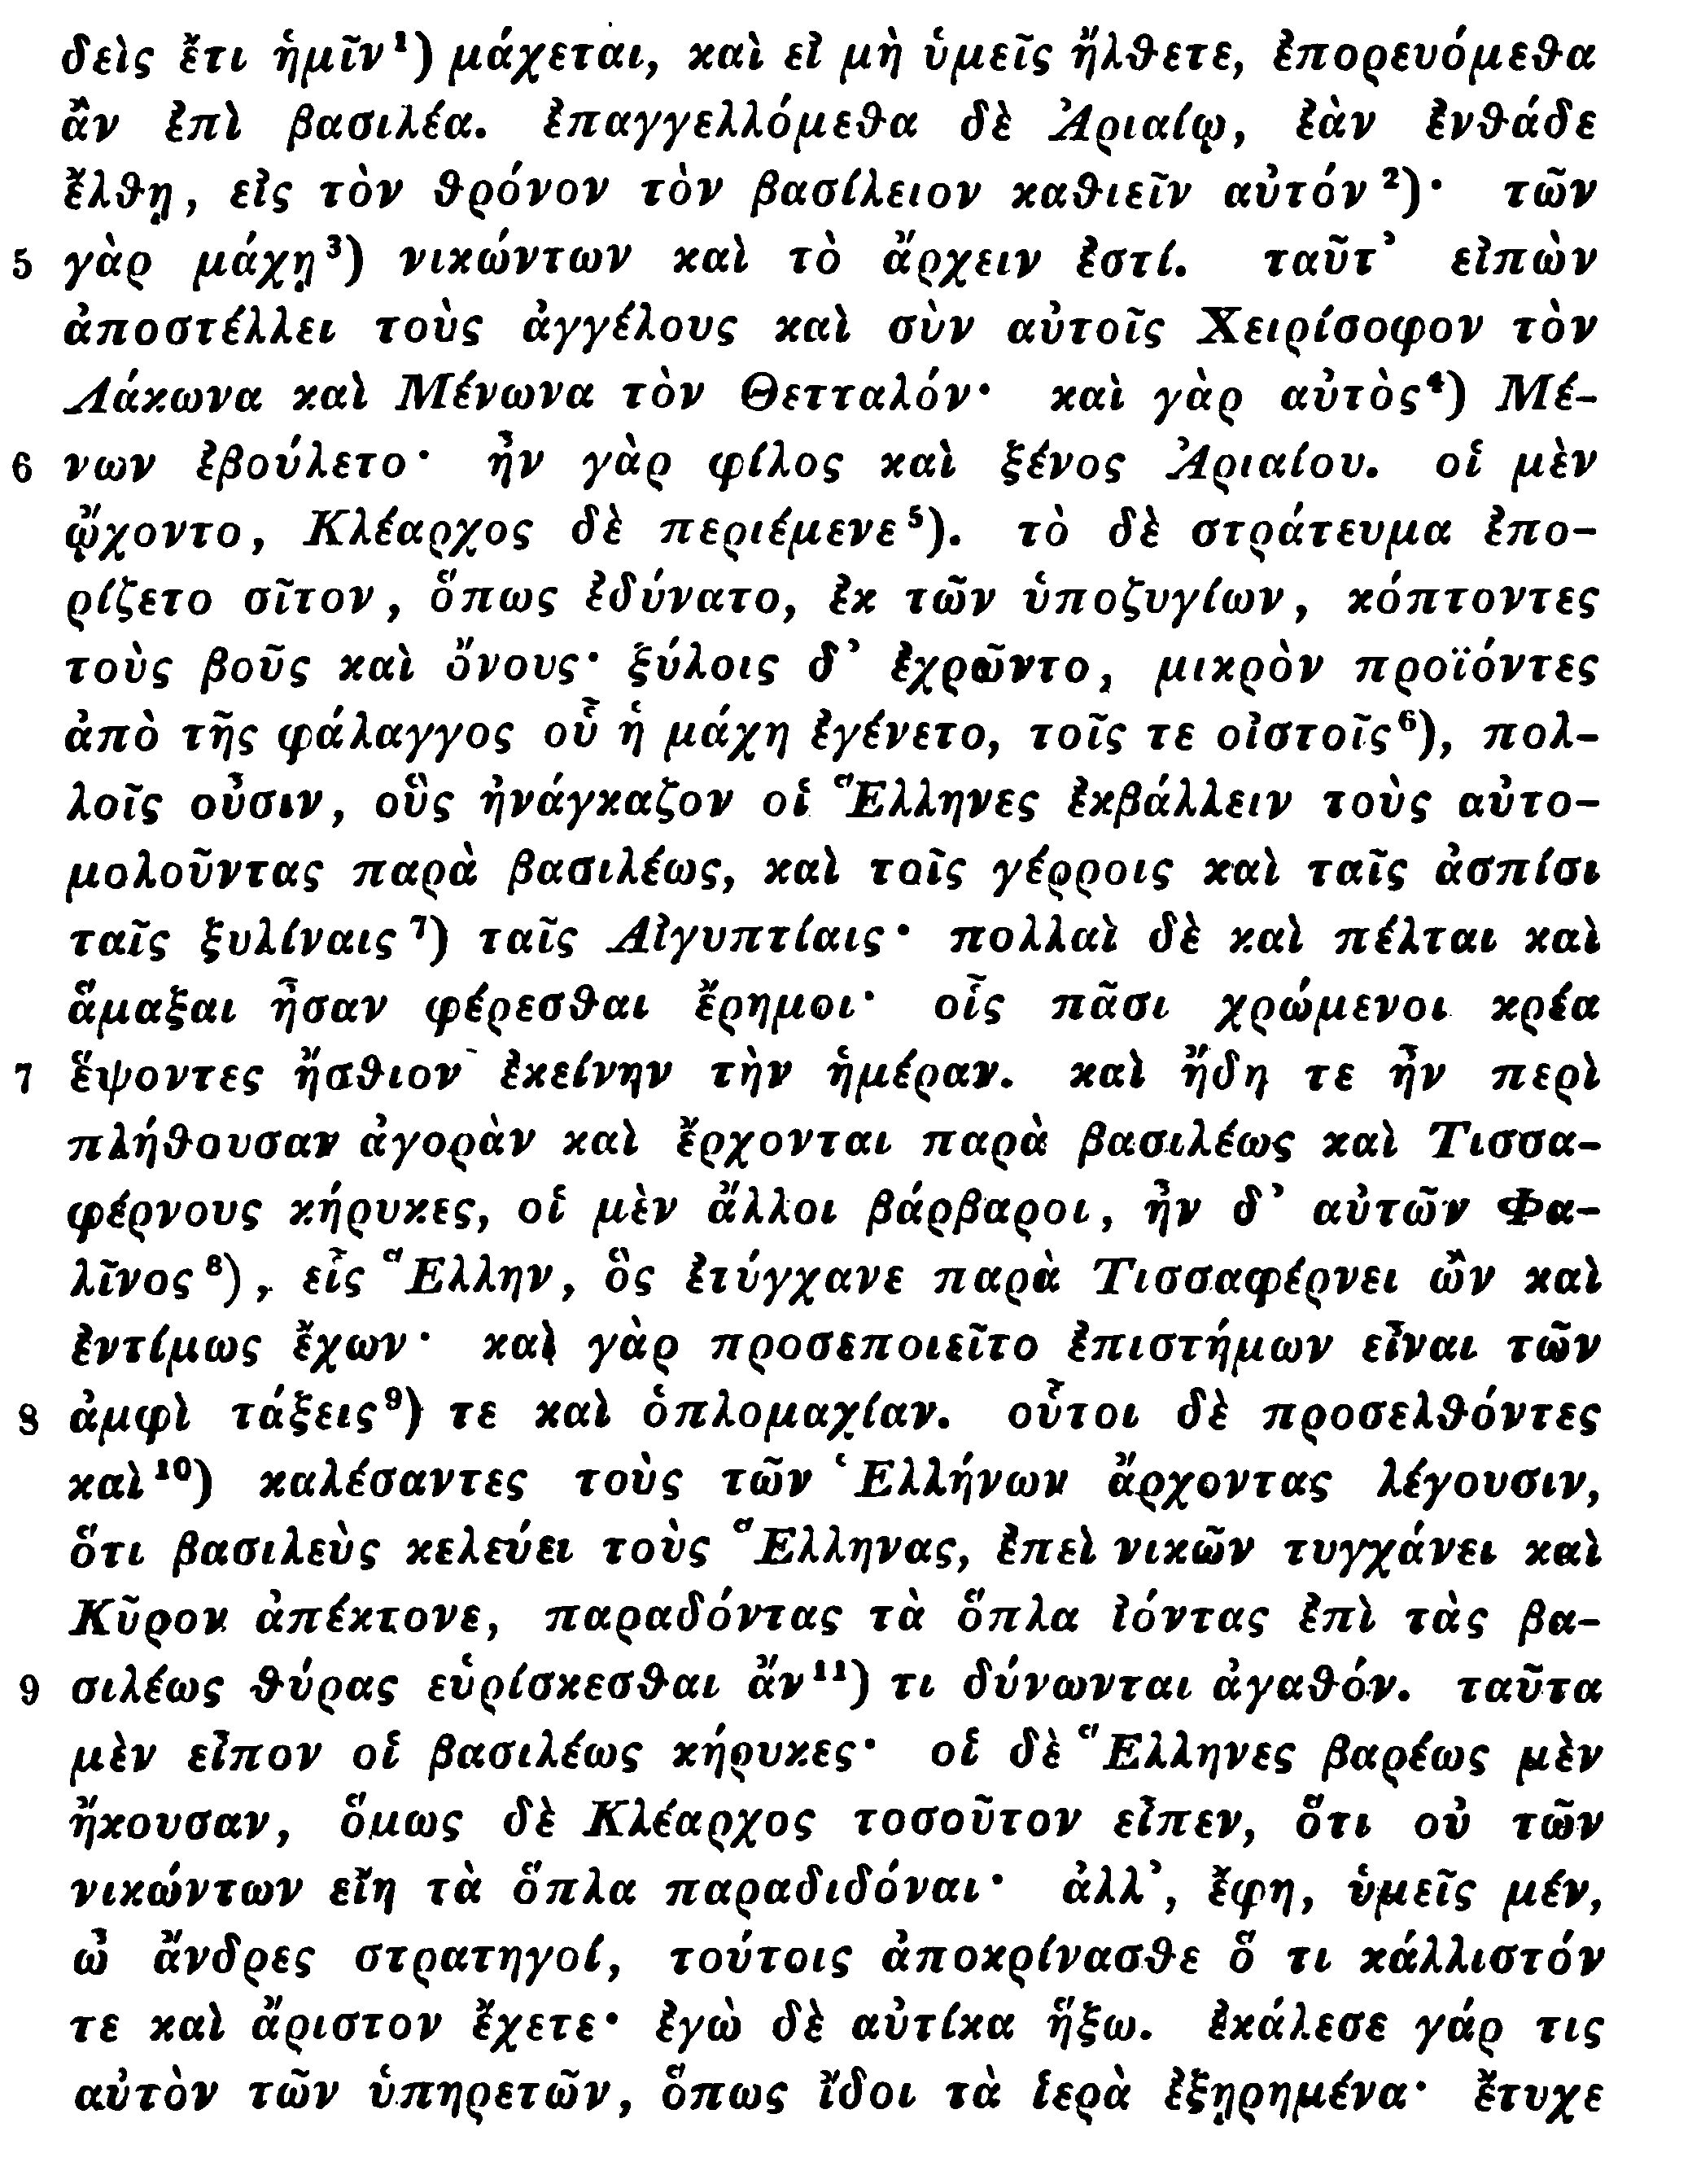 δεὶς ἔτι ἡμῖν¹) μάχεται, καὶ εἰ μὴ ὑμεῖς ἤλθετε, ἐπορευόμεθα
ἂν ἐπὶ βασιλέα. ἐπαγγελλόμεθα δὲ Ἀριαίῳ, ἐὰν ἐνθάδε
ἔλθῃ, εἰς τὸν θρόνον τὸν βασίλειον καθιεῖν αὐτόν²)· τῶν
5 γὰρ μάχῃ³) νικώντων καὶ τὸ ἄρχειν ἐστί. ταῦτ’ εἰπὼν
ἀποστέλλει τοὺς ἀγγέλους καὶ σὺν αὐτοῖς Χειρίσοφον τὸν
Λάκωνα καὶ Μένωνα τὸν Θετταλόν· καὶ γὰρ αὐτὸς⁴) Μέ-
6 νων ἐβούλετο· ἦν γὰρ φίλος καὶ ξένος Ἀριαίου. οἱ μὲν
ᾤχοντο, Κλέαρχος δὲ περιέμενε⁵). τὸ δὲ στράτευμα ἐπο-
ρίζετο σῖτον, ὅπως ἐδύνατο, ἐκ τῶν ὑποζυγίων, κόπτοντες
τοὺς βοῦς καὶ ὄνους· ξύλοις δ’ ἐχρῶντο, μικρὸν προϊόντες
ἀπὸ τῆς φάλαγγος οὗ ἡ μάχη ἐγένετο, τοῖς τε οἰστοῖς⁶), πολ-
λοῖς οὖσιν, οὓς ἠνάγκαζον οἱ Ἕλληνες ἐκβάλλειν τοὺς αὐτο-
μολοῦντας παρὰ βασιλέως, καὶ τοῖς γέρροις καὶ ταῖς ἀσπίσι
ταῖς ξυλίναις⁷) ταῖς Αἰγυπτίαις· πολλαὶ δὲ καὶ πέλται καὶ
ἅμαξαι ἦσαν φέρεσθαι ἔρημοι· οἷς πᾶσι χρώμενοι κρέα
7 ἕψοντες ἤσθιον ἐκείνην τὴν ἡμέραν. καὶ ἤδη τε ἦν περὶ
πλήθουσαν ἀγορὰν καὶ ἔρχονται παρὰ βασιλέως καὶ Τισσα-
φέρνους κήρυκες, οἱ μὲν ἄλλοι βάρβαροι, ἦν δ’ αὐτῶν Φα-
λῖνος⁸), εἷς Ἕλλην, ὃς ἐτύγχανε παρὰ Τισσαφέρνει ὢν καὶ
ἐντίμως ἔχων· καὶ γὰρ προσεποιεῖτο ἐπιστήμων εἶναι τῶν
8 ἀμφὶ τάξεις⁹) τε καὶ ὁπλομαχίαν. οὗτοι δὲ προσελθόντες
καὶ¹⁰) καλέσαντες τοὺς τῶν Ἑλλήνων ἄρχοντας λέγουσιν,
ὅτι βασιλεὺς κελεύει τοὺς Ἕλληνας, ἐπεὶ νικῶν τυγχάνει καὶ
Κῦρον ἀπέκτονε, παραδόντας τὰ ὅπλα ἰόντας ἐπὶ τὰς βα-
9 σιλέως θύρας εὑρίσκεσθαι ἄν¹¹) τι δύνωνται ἀγαθόν. ταῦτα
μὲν εἶπον οἱ βασιλέως κήρυκες· οἱ δὲ Ἕλληνες βαρέως μὲν
ἤκουσαν, ὅμως δὲ Κλέαρχος τοσοῦτον εἶπεν, ὅτι οὐ τῶν
νικώντων εἴη τὰ ὅπλα παραδιδόναι· ἀλλ’, ἔφη, ὑμεῖς μέν,
ὦ ἄνδρες στρατηγοί, τούτοις ἀποκρίνασθε ὅ τι κάλλιστόν
τε καὶ ἄριστον ἔχετε· ἐγὼ δὲ αὐτίκα ἥξω. ἐκάλεσε γάρ τις
αὐτὸν τῶν ὑπηρετῶν, ὅπως ἴδοι τὰ ἱερὰ ἐξῃρημένα· ἔτυχε